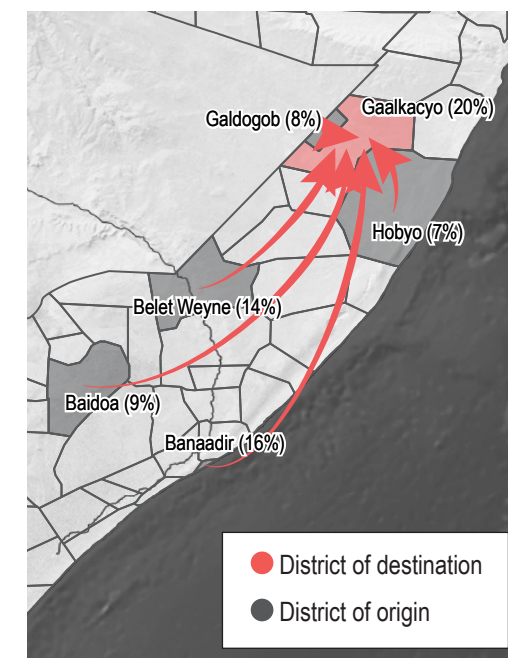 Gaalkacyo (20%)
Galdogob (8%)
Hobyo (7%)
Belet Weyne (14%)
Baidoa (9%)
Banaadir (16%)
District of destination
District of origin